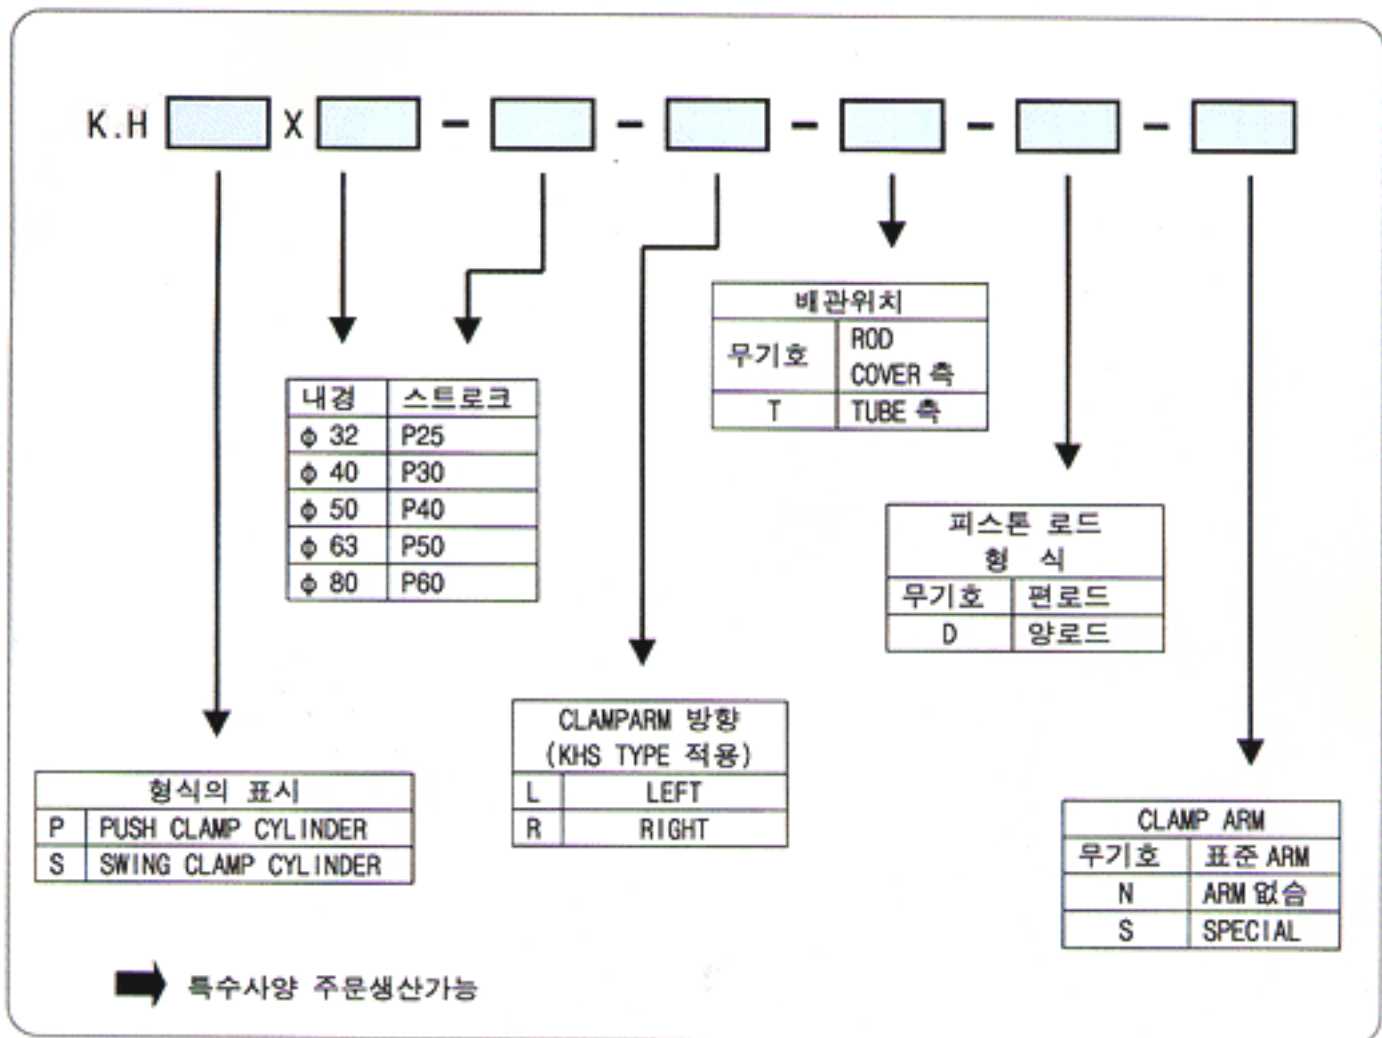 K.H X - - - - -
배관위치
무기호 ROD
COVER 측
T TUBE 측
내경 스트로크
ϕ 32 P25
ϕ 40 P30
ϕ 50 P40
ϕ 63 P50
ϕ 80 P60
피스톤 로드
형 식
무기호 편로드
D 양로드
CLAMPARM 방향
(KHS TYPE 적용)
L LEFT
R RIGHT
형식의 표시
P PUSH CLAMP CYLINDER
S SWING CLAMP CYLINDER
CLAMP ARM
무기호 표준 ARM
N ARM 없슴
S SPECIAL
특수사양 주문생산가능